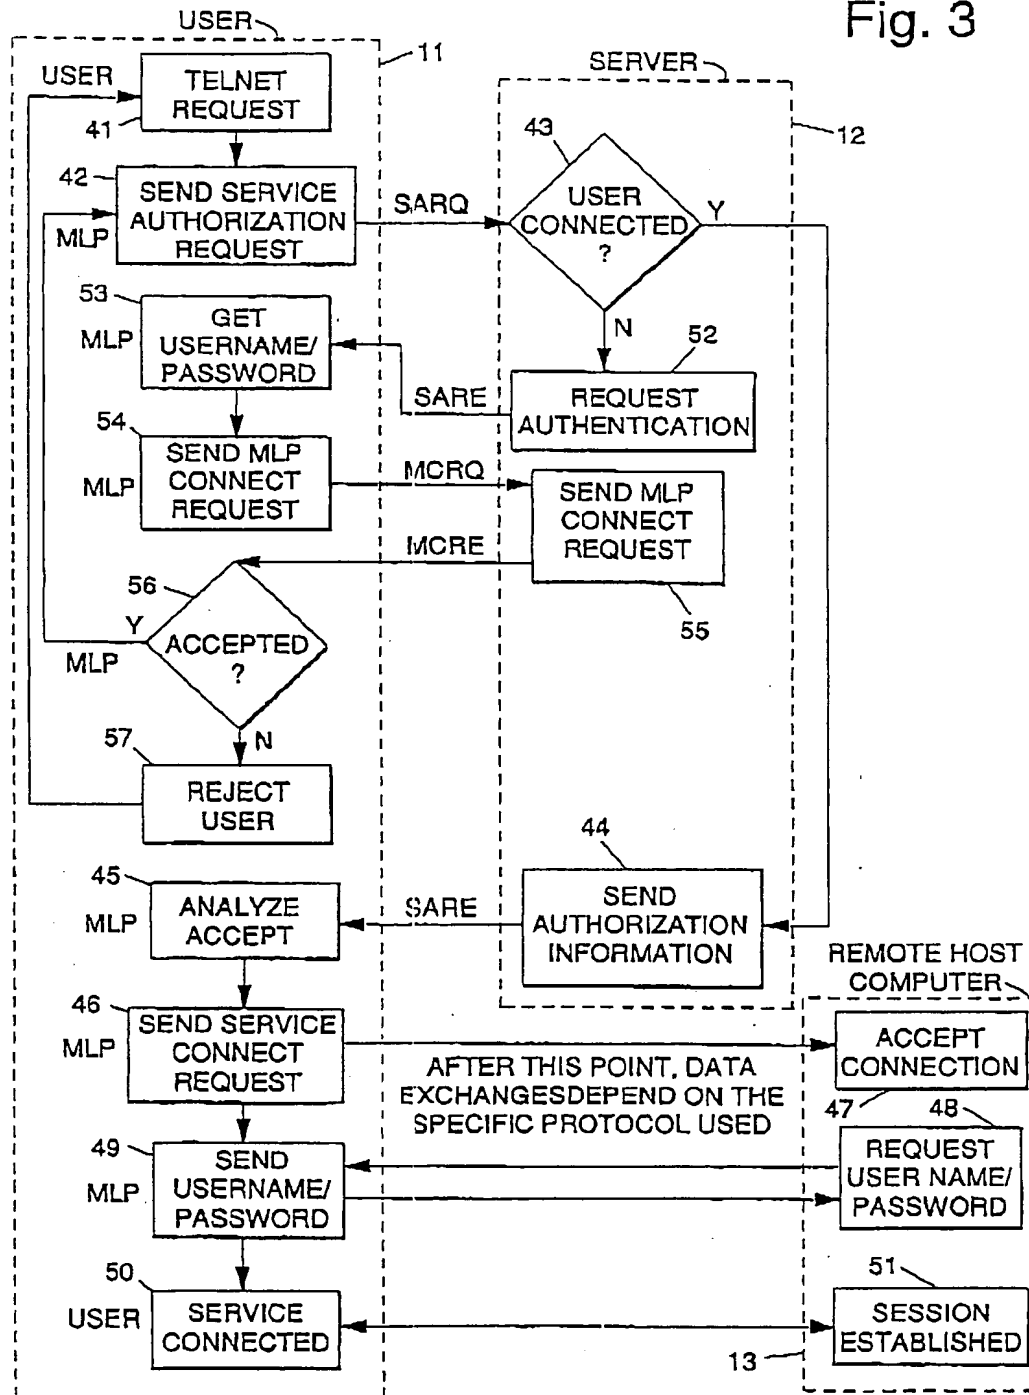 Fig. 3
USER
11
USER
TELNET
REQUEST
41
SERVER
12
42
SEND SERVICE
AUTHORIZATION
REQUEST
MLP
SARQ
43
USER
CONNECTED
?
Y
N
53
MLP
GET
USERNAME/
PASSWORD
SARE
52
REQUEST
AUTHENTICATION
54
MLP
SEND MLP
CONNECT
REQUEST
MCRQ
SEND MLP
CONNECT
REQUEST
55
MCRE
56
ACCEPTED
?
Y
MLP
N
57
REJECT
USER
44
SEND
AUTHORIZATION
INFORMATION
45
MLP
ANALYZE
ACCEPT
SARE
REMOTE HOST
COMPUTER
46
MLP
SEND SERVICE
CONNECT
REQUEST
ACCEPT
CONNECTION
47
AFTER THIS POINT, DATA
EXCHANGESDEPEND ON THE
SPECIFIC PROTOCOL USED
48
49
MLP
SEND
USERNAME/
PASSWORD
REQUEST
USER NAME/
PASSWORD
50
USER
SERVICE
CONNECTED
51
SESSION
ESTABLISHED
13